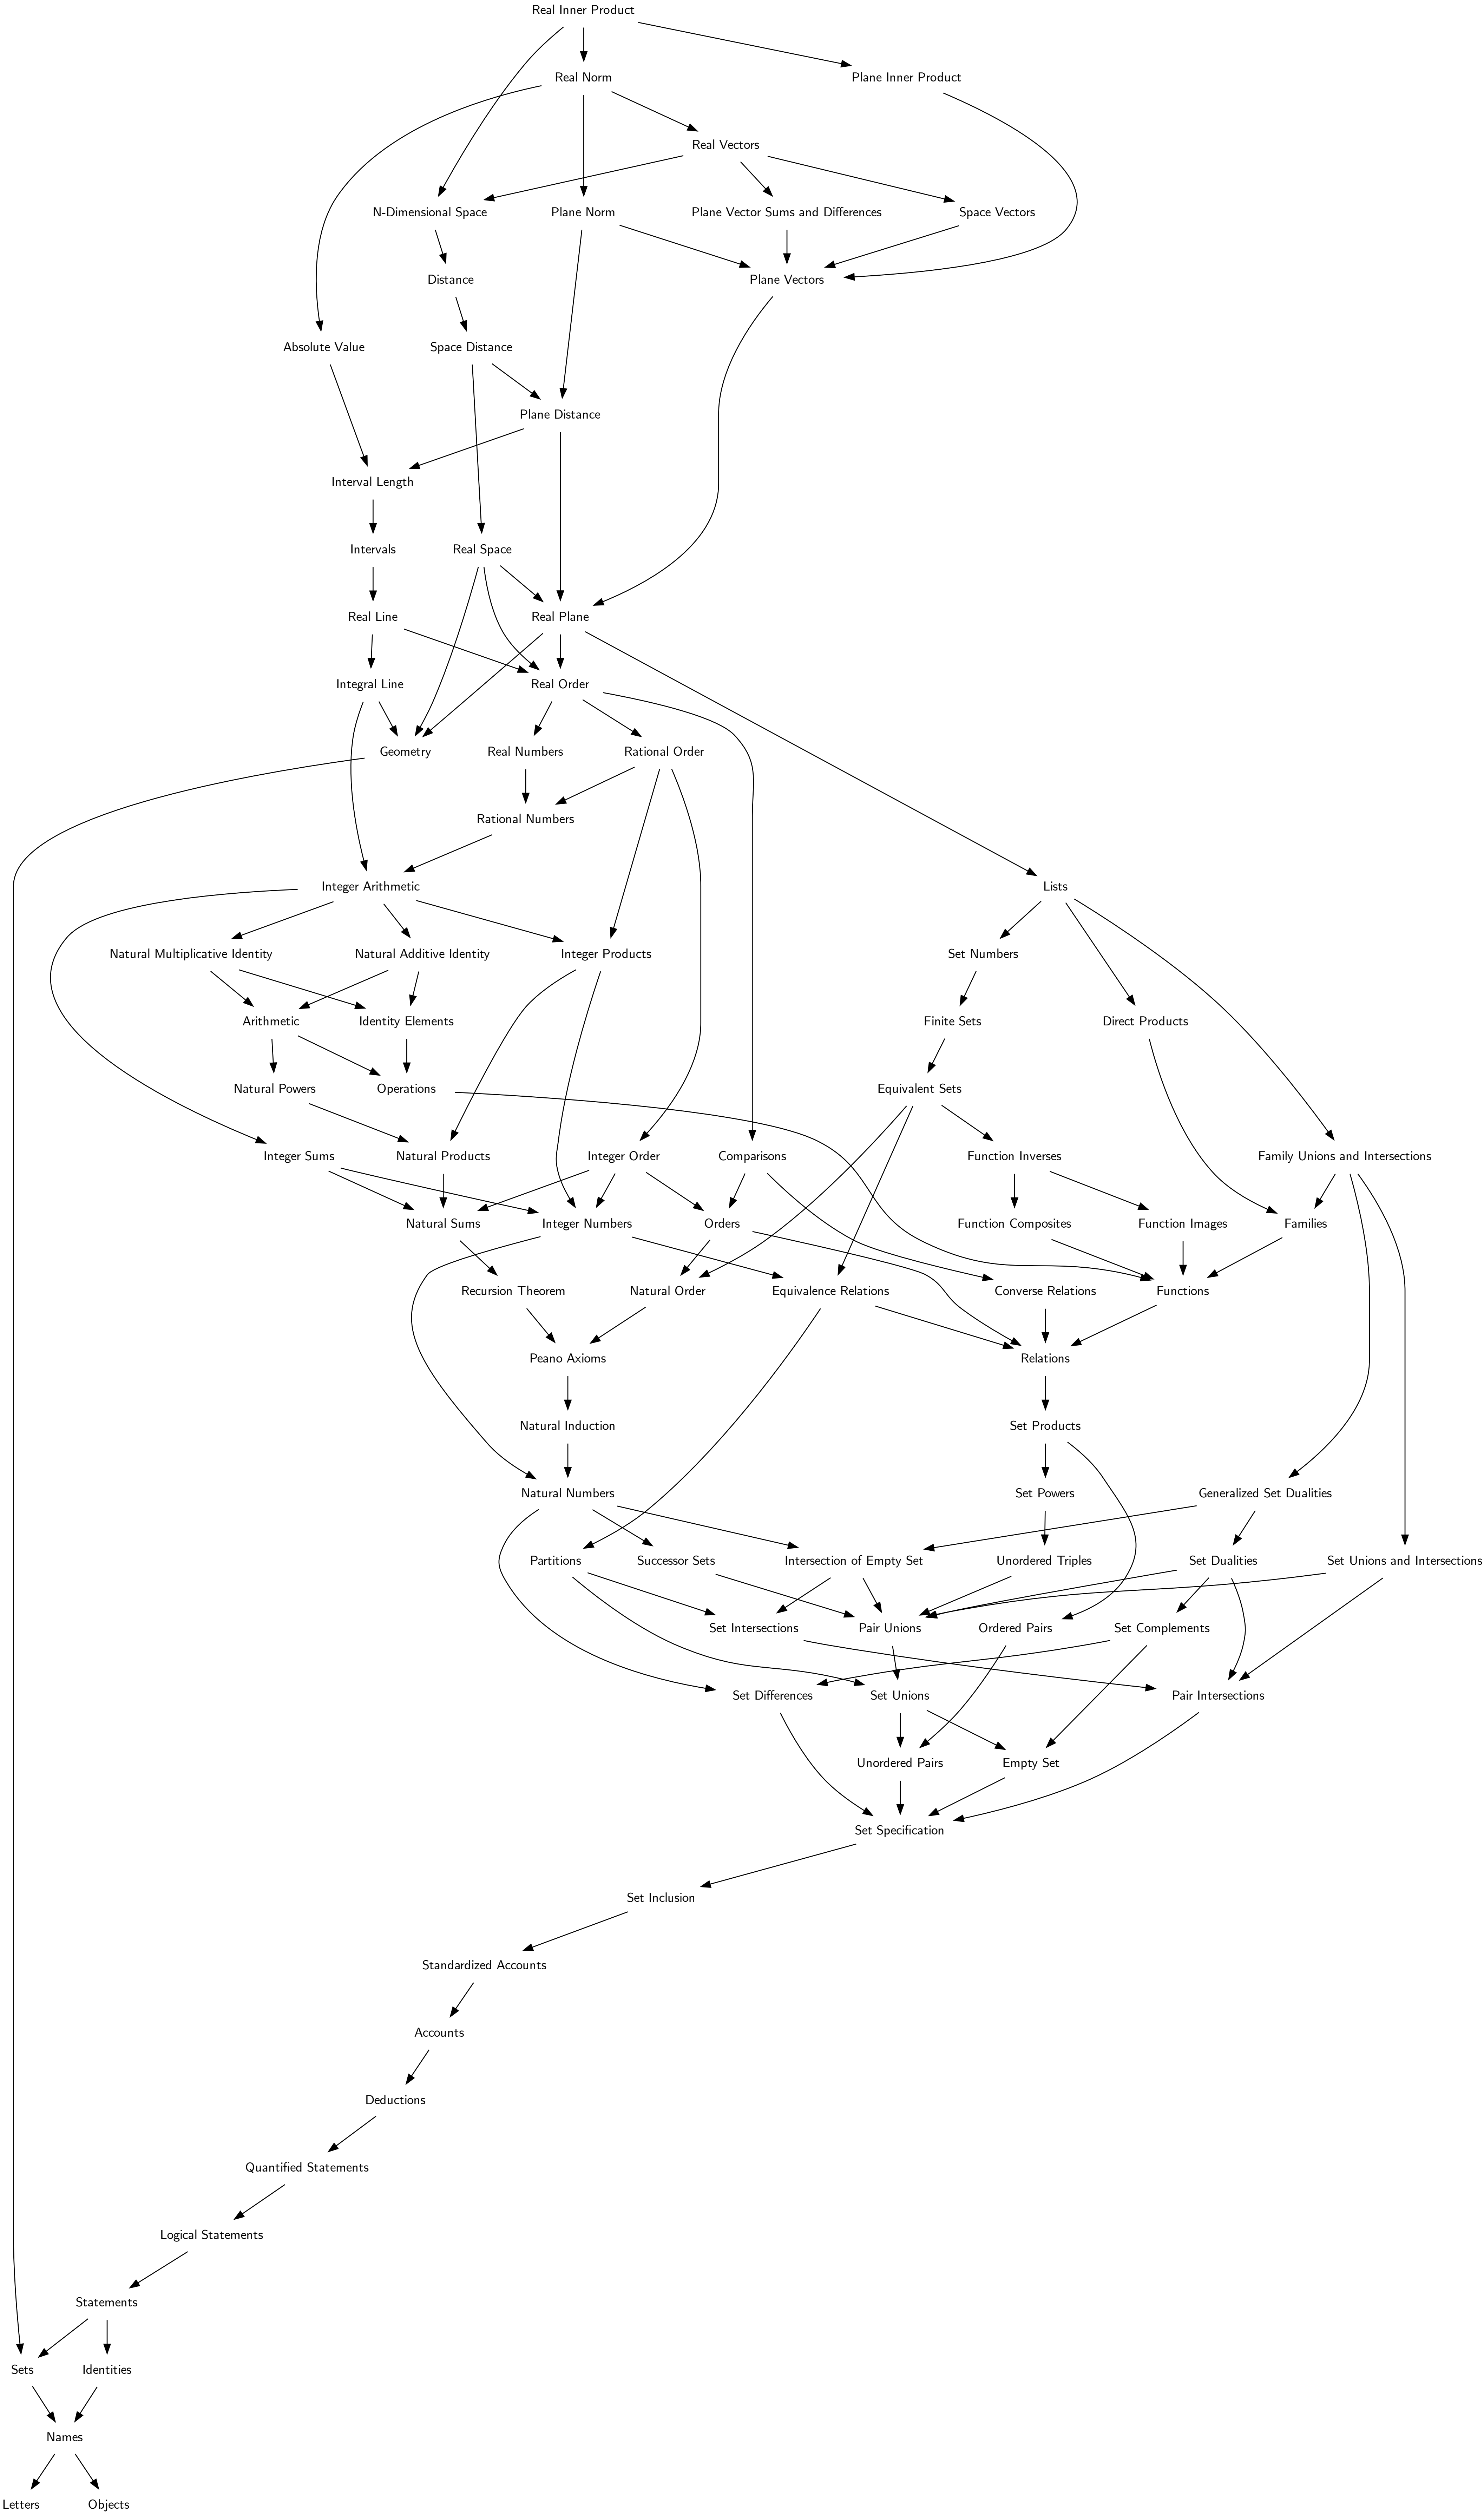 Real Inner Product
Real Norm
Plane Inner Product
Real Vectors
N-Dimensional Space
Plane Norm
Plane Vector Sums and Differences
Space Vectors
Distance
Plane Vectors
Absolute Value
Space Distance
Plane Distance
Interval Length
Intervals
Real Space
Real Line
Real Plane
Integral Line
Real Order
Geometry
Real Numbers
Rational Order
Rational Numbers
Integer Arithmetic
Lists
Natural Multiplicative Identity
Natural Additive Identity
Integer Products
Set Numbers
Arithmetic
Identity Elements
Finite Sets
Direct Products
Natural Powers
Operations
Equivalent Sets
Integer Sums
Natural Products
Integer Order
Comparisons
Function Inverses
Family Unions and Intersections
Natural Sums
Integer Numbers
Orders
Function Composites
Function Images
Families
Recursion Theorem
Natural Order
Equivalence Relations
Converse Relations
Functions
Peano Axioms
Relations
Natural Induction
Set Products
Natural Numbers
Set Powers
Generalized Set Dualities
Partitions
Successor Sets
Intersection of Empty Set
Unordered Triples
Set Dualities
Set Unions and Intersections
Set Intersections
Pair Unions
Ordered Pairs
Set Complements
Set Differences
Set Unions
Pair Intersections
Unordered Pairs
Empty Set
Set Specification
Set Inclusion
Standardized Accounts
Accounts
Deductions
Quantified Statements
Logical Statements
Statements
Sets
Identities
Names
Letters
Objects